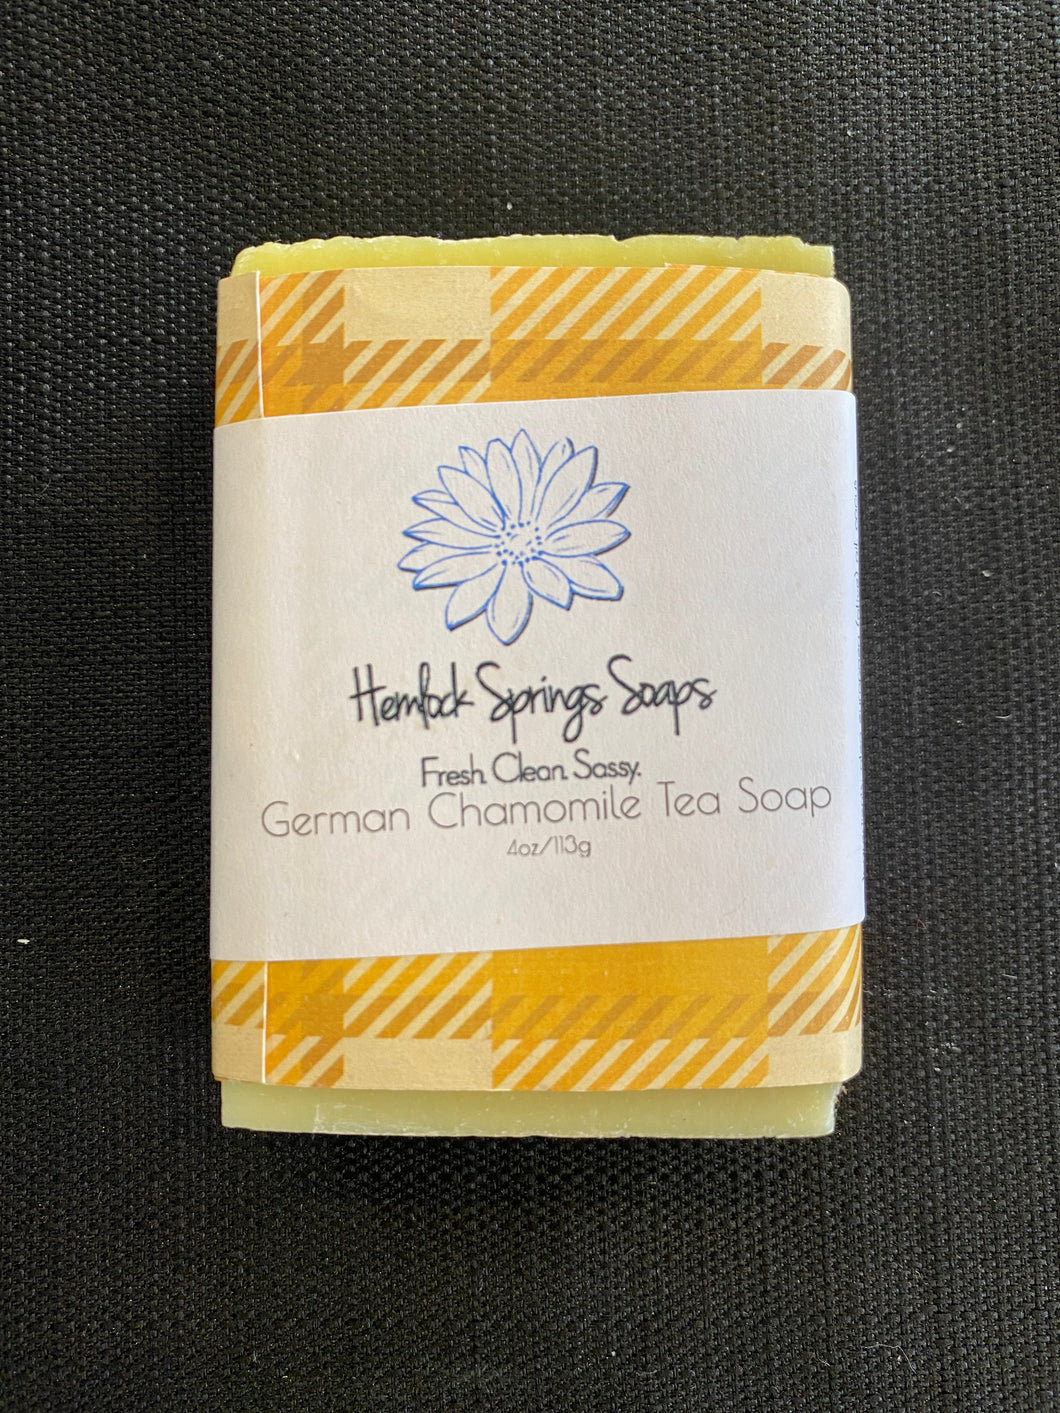 Hemlock Springs Soaps
Fresh. Clean. Sassy.
German Chamomile Tea Soap
4oz/113g